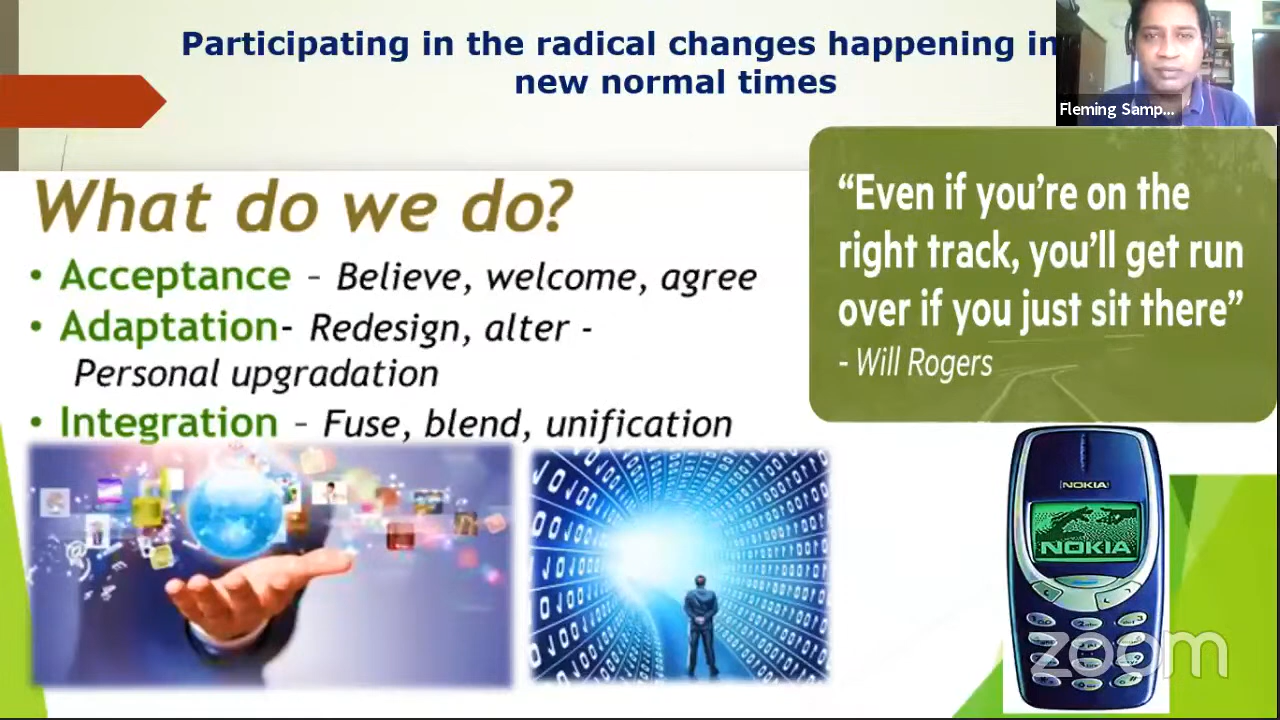 Participating in the radical changes happening in
new normal times
Fleming Samp...
What do we do?
• Acceptance – Believe, welcome, agree
• Adaptation- Redesign, alter -
Personal upgradation
• Integration – Fuse, blend, unification
“Even if you’re on the
right track, you’ll get run
over if you just sit there”
- Will Rogers
NOKIA
NOKIA
zoom